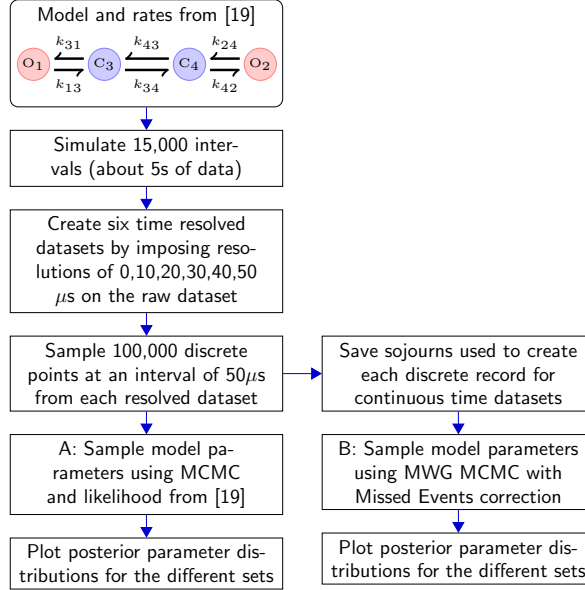 Model and rates from [19]
k31 k43 k24
O1 C3 C4 O2
k13 k34 k42
Simulate 15,000 inter-
vals (about 5s of data)
Create six time resolved
datasets by imposing reso-
lutions of 0,10,20,30,40,50
μs on the raw dataset
Sample 100,000 discrete
points at an interval of 50μs
from each resolved dataset
Save sojourns used to create
each discrete record for
continuous time datasets
A: Sample model pa-
rameters using MCMC
and likelihood from [19]
B: Sample model parameters
using MWG MCMC with
Missed Events correction
Plot posterior parameter dis-
tributions for the different sets
Plot posterior parameter dis-
tributions for the different sets